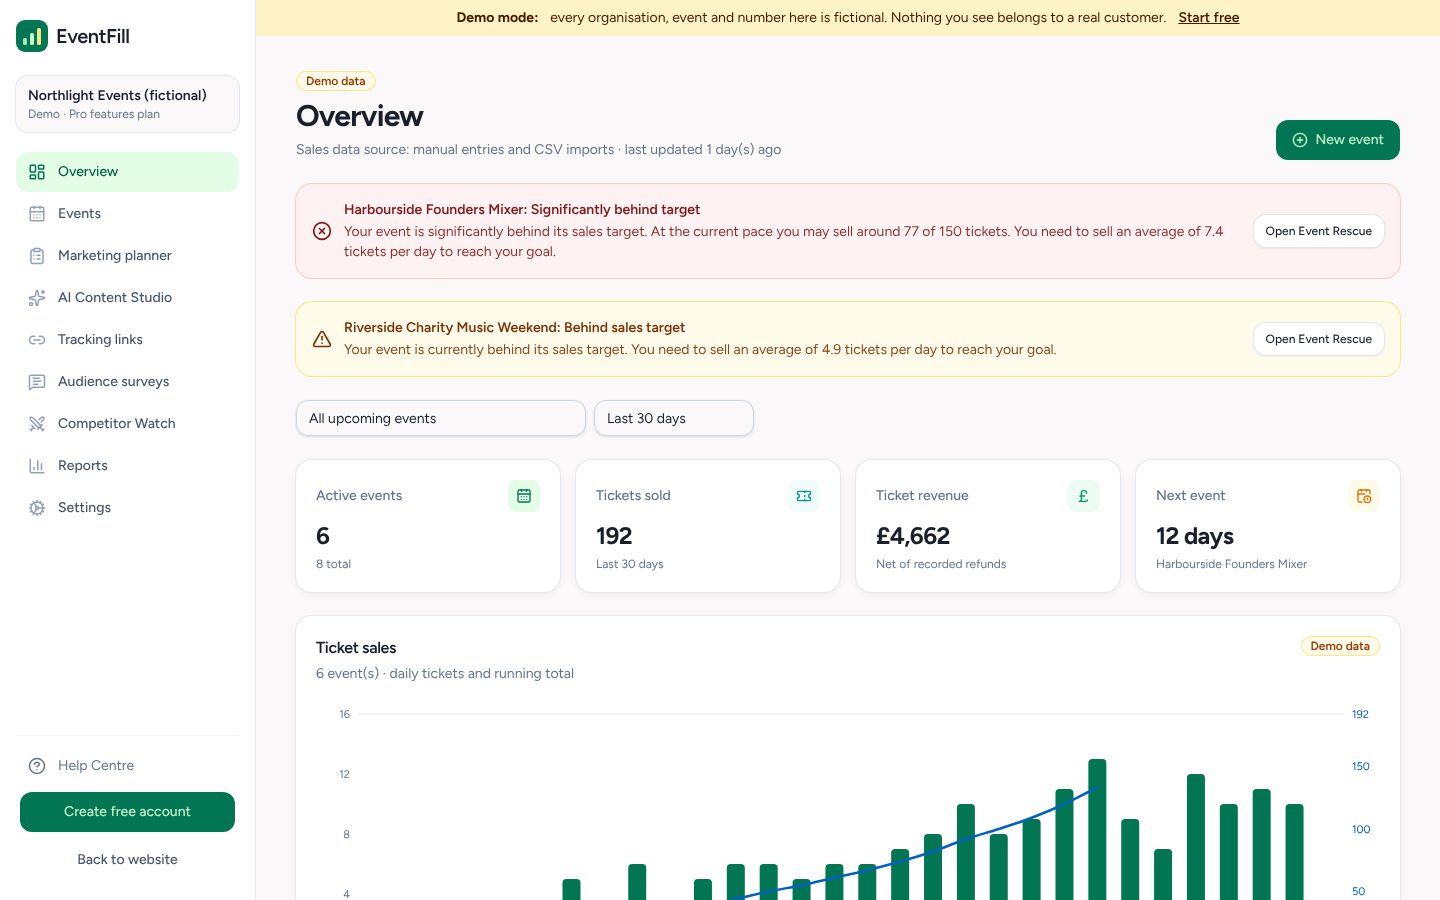 Demo mode: every organisation, event and number here is fictional. Nothing you see belongs to a real customer. Start free
EventFill
Northlight Events (fictional)
Demo · Pro features plan
Overview
Events
Marketing planner
AI Content Studio
Tracking links
Audience surveys
Competitor Watch
Reports
Settings
Help Centre
Create free account
Back to website
Demo data
Overview
Sales data source: manual entries and CSV imports · last updated 1 day(s) ago
New event
Harbourside Founders Mixer: Significantly behind target
Your event is significantly behind its sales target. At the current pace you may sell around 77 of 150 tickets. You need to sell an average of 7.4
tickets per day to reach your goal.
Open Event Rescue
Riverside Charity Music Weekend: Behind sales target
Your event is currently behind its sales target. You need to sell an average of 4.9 tickets per day to reach your goal.
Open Event Rescue
All upcoming events
Last 30 days
Active events
6
8 total
Tickets sold
192
Last 30 days
Ticket revenue
£
£4,662
Net of recorded refunds
Next event
12 days
Harbourside Founders Mixer
Ticket sales
Demo data
6 event(s) · daily tickets and running total
16
192
150
12
8
100
4
50